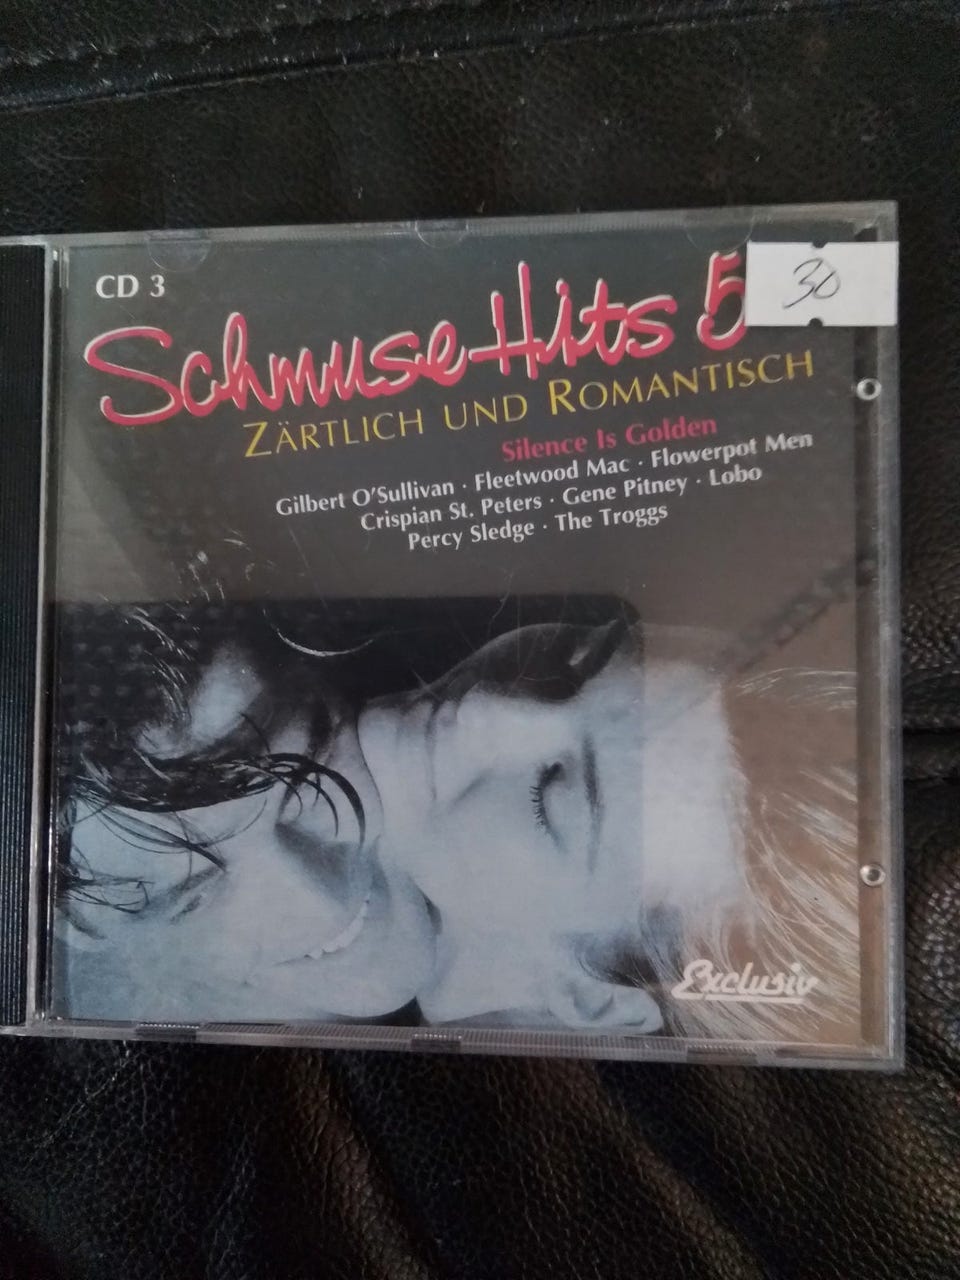 CD 3
30
Schmuse Hits 5
ZÄRTLICH UND ROMANTISCH
Silence Is Golden
Gilbert O'Sullivan · Fleetwood Mac · Flowerpot Men
Crispian St. Peters · Gene Pitney · Lobo
Percy Sledge · The Troggs
Exclusiv